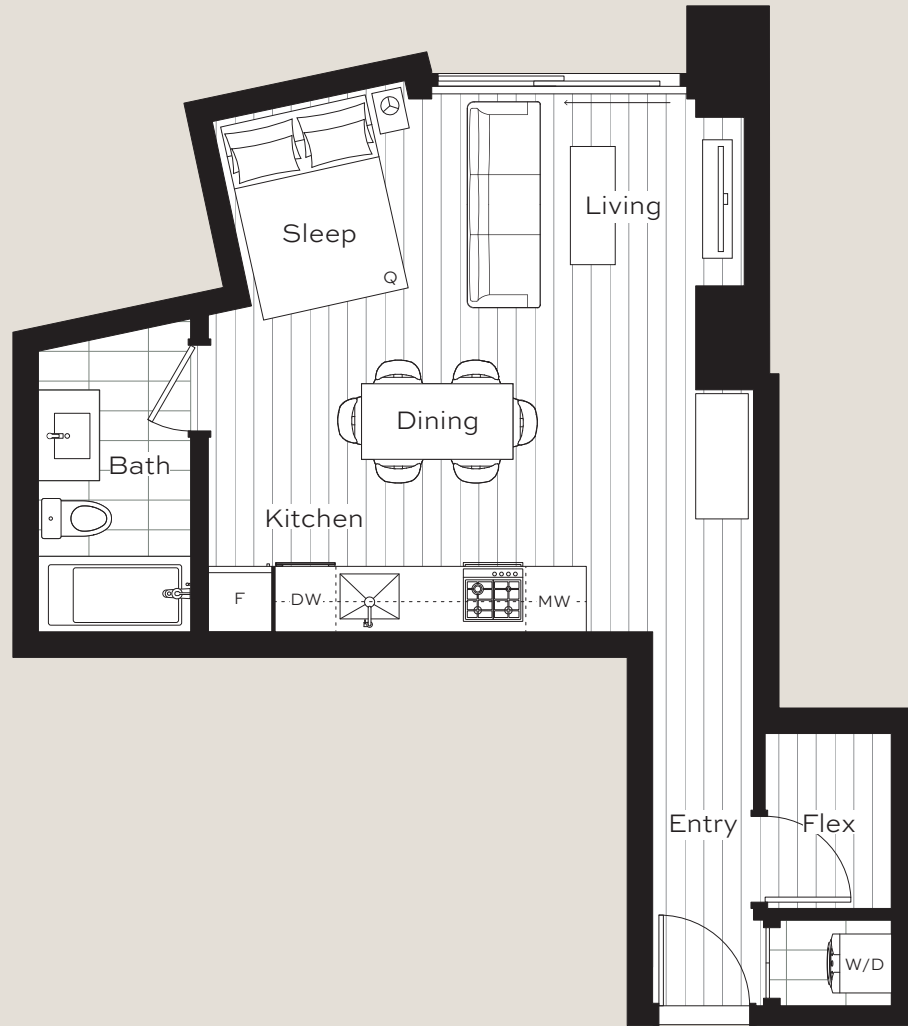 Sleep
Living
Q
Dining
Bath
Kitchen
F
DW
MW
Entry
Flex
W/D